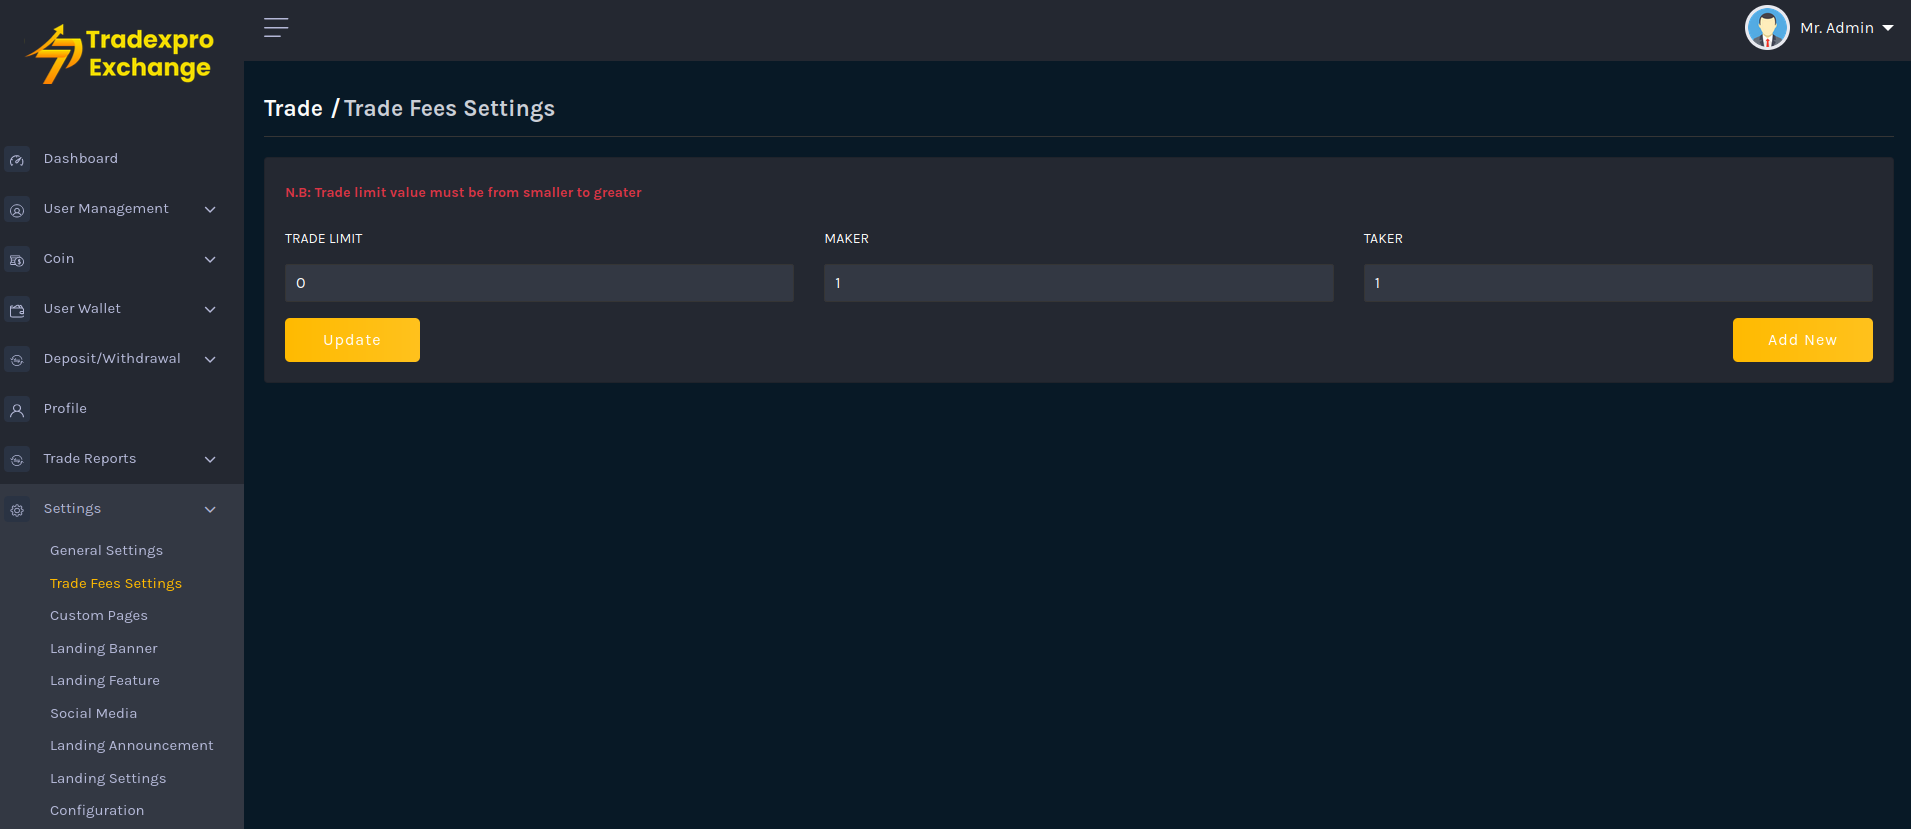 Tradexpro
Exchange
Mr. Admin
Dashboard
User Management
Coin
User Wallet
Deposit/Withdrawal
Profile
Trade Reports
Settings
General Settings
Trade Fees Settings
Custom Pages
Landing Banner
Landing Feature
Social Media
Landing Announcement
Landing Settings
Configuration
Trade / Trade Fees Settings
N.B: Trade limit value must be from smaller to greater
TRADE LIMIT MAKER TAKER
0 1 1
Update Add New